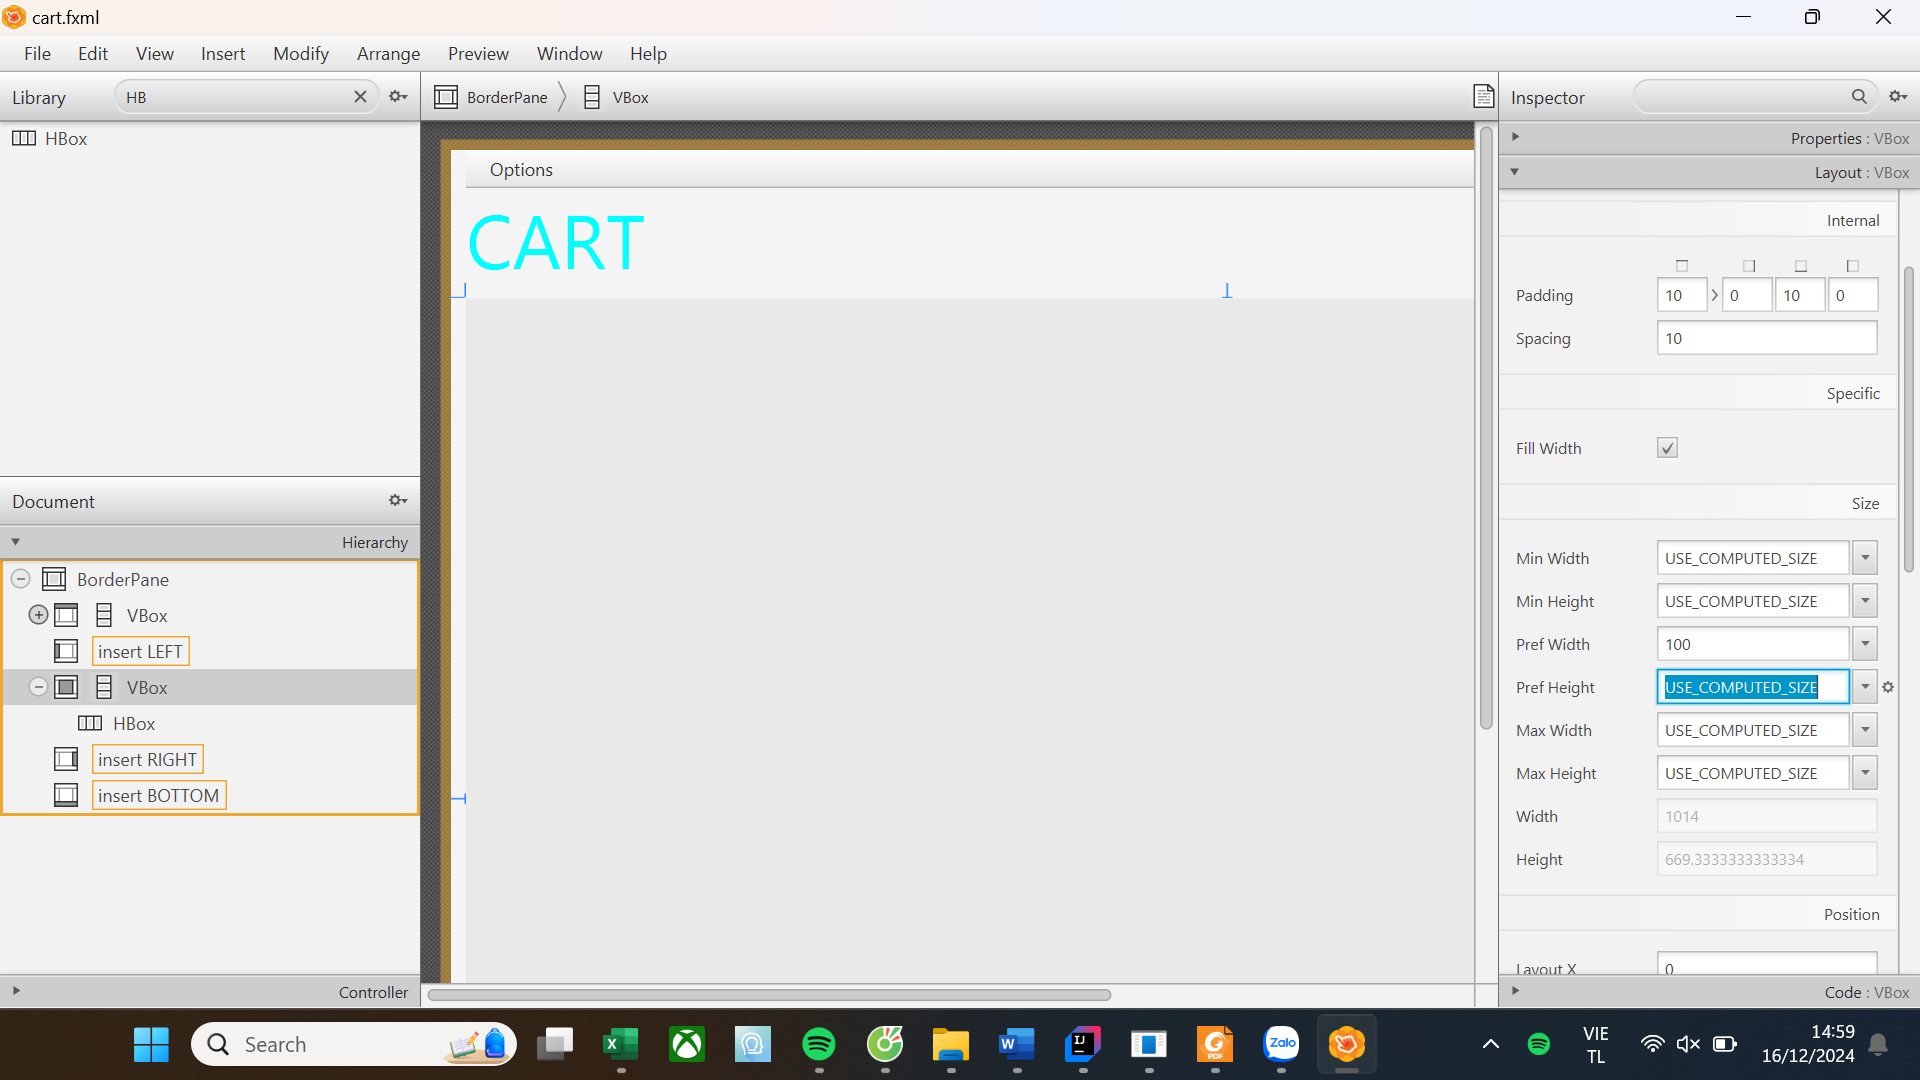 cart.fxml
File Edit View Insert Modify Arrange Preview Window Help
Library HB
HBox
Document
Hierarchy
BorderPane
VBox
insert LEFT
VBox
HBox
insert RIGHT
insert BOTTOM
Controller
BorderPane VBox
Options
CART
Inspector
Properties : VBox
Layout : VBox
Internal
Padding 10 0 10 0
Spacing 10
Specific
Fill Width
Size
Min Width USE_COMPUTED_SIZE
Min Height USE_COMPUTED_SIZE
Pref Width 100
Pref Height USE_COMPUTED_SIZE
Max Width USE_COMPUTED_SIZE
Max Height USE_COMPUTED_SIZE
Width 1014
Height 669.3333333333334
Position
Layout X 0
Code : VBox
Search
X
W
IJ
PDF
Zalo
VIE
TL
14:59
16/12/2024